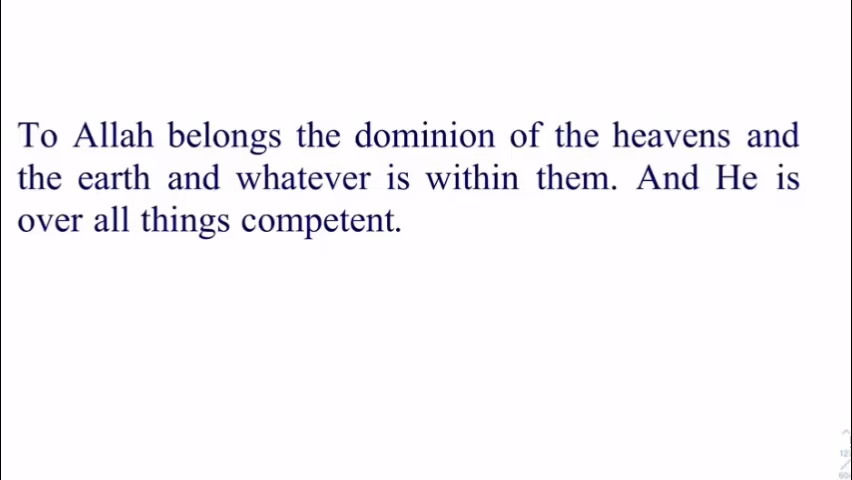 To Allah belongs the dominion of the heavens and
the earth and whatever is within them. And He is
over all things competent.